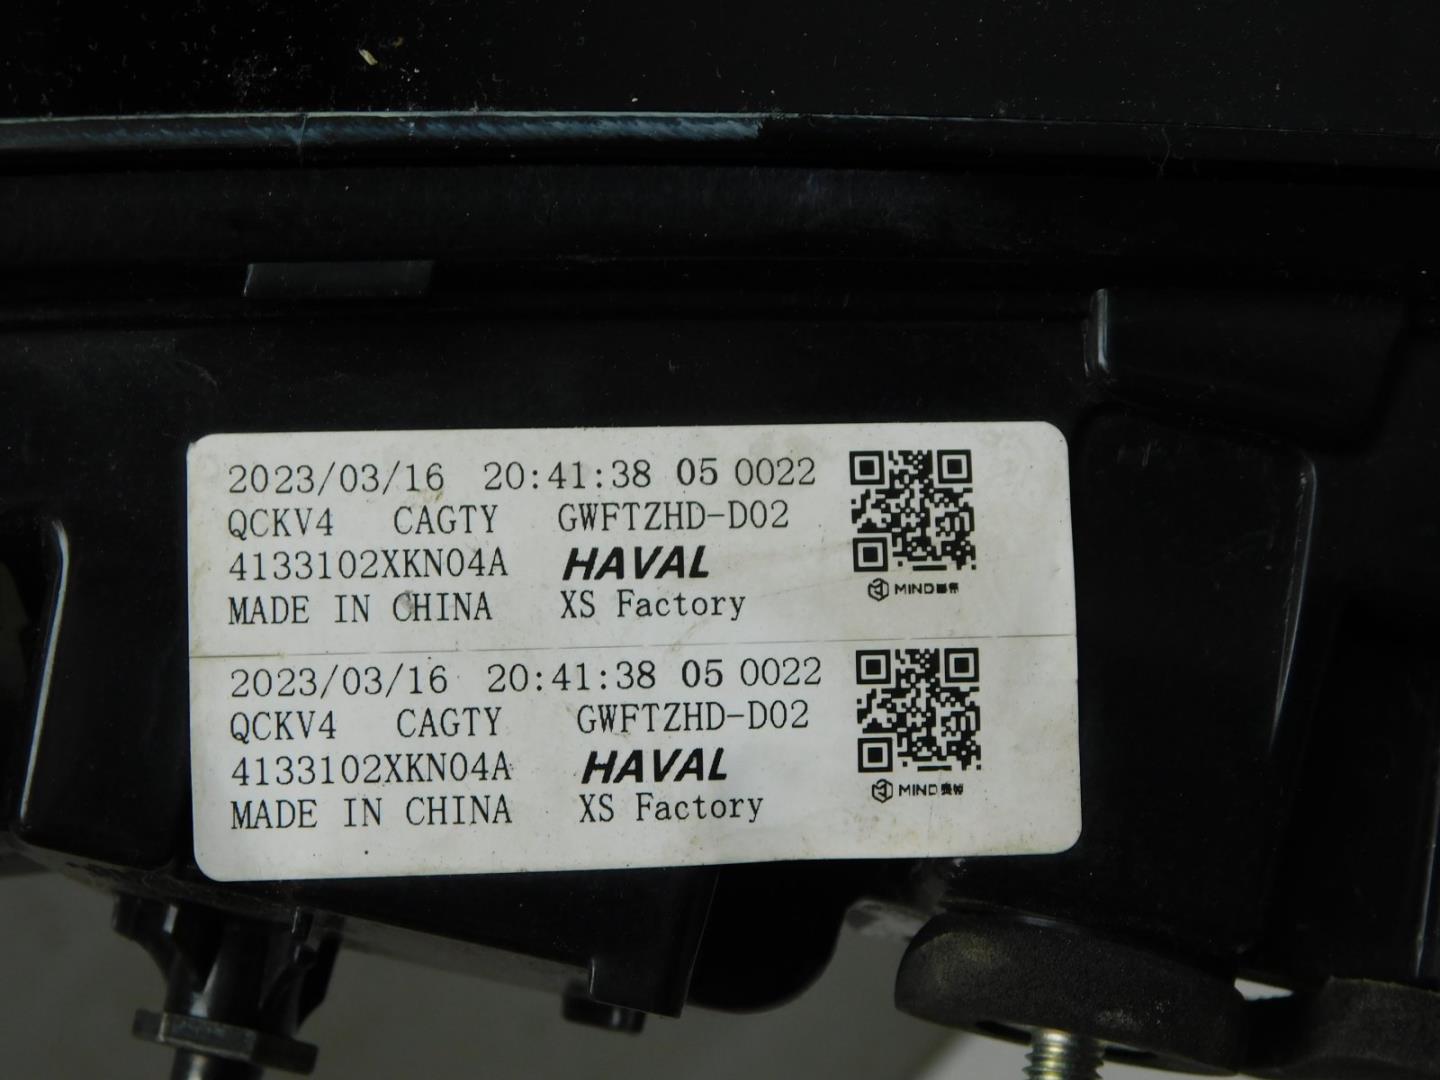 2023/03/16 20:41:38 05 0022
QCKV4 CAGTY GWFTZHD-D02
4133102XKN04A HAVAL
MIND
MADE IN CHINA XS Factory
2023/03/16 20:41:38 05 0022
QCKV4 CAGTY GWFTZHD-D02
4133102XKN04A HAVAL
MIND
MADE IN CHINA XS Factory